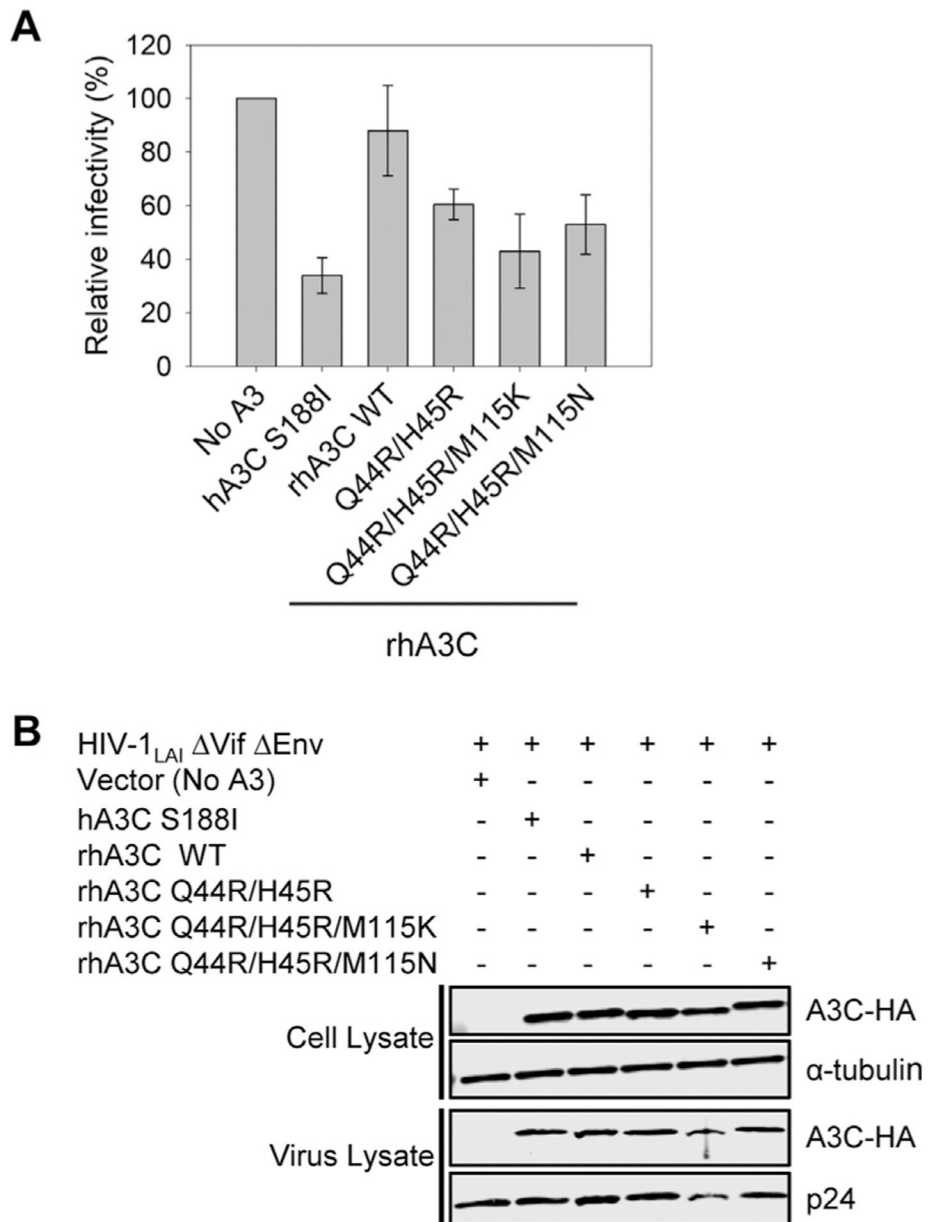 A
Relative infectivity (%)
120
100
80
60
40
20
0
No A3
hA3C S188I
rhA3C WT
Q44R/H45R
Q44R/H45R/M115K
Q44R/H45R/M115N
rhA3C
B
HIV-1LAI ΔVif ΔEnv + + + + + +
Vector (No A3) + - - - - -
hA3C S188I - + - - - -
rhA3C WT - - + - - -
rhA3C Q44R/H45R - - - + - -
rhA3C Q44R/H45R/M115K - - - - + -
rhA3C Q44R/H45R/M115N - - - - - +
Cell Lysate
A3C-HA
α-tubulin
Virus Lysate
A3C-HA
p24